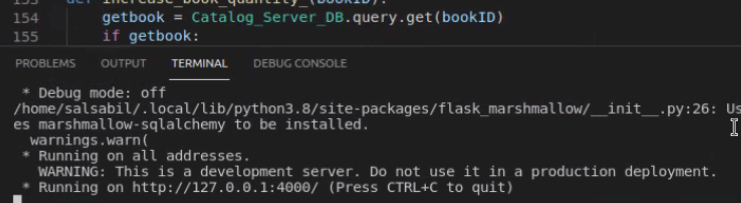 154 getbook = Catalog_Server_DB.query.get(bookID)
155 if getbook:
PROBLEMS OUTPUT TERMINAL DEBUG CONSOLE
* Debug mode: off
/home/salsabil/.local/lib/python3.8/site-packages/flask_marshmallow/__init__.py:26: Us
es marshmallow-sqlalchemy to be installed.
warnings.warn(
* Running on all addresses.
WARNING: This is a development server. Do not use it in a production deployment.
* Running on http://127.0.0.1:4000/ (Press CTRL+C to quit)